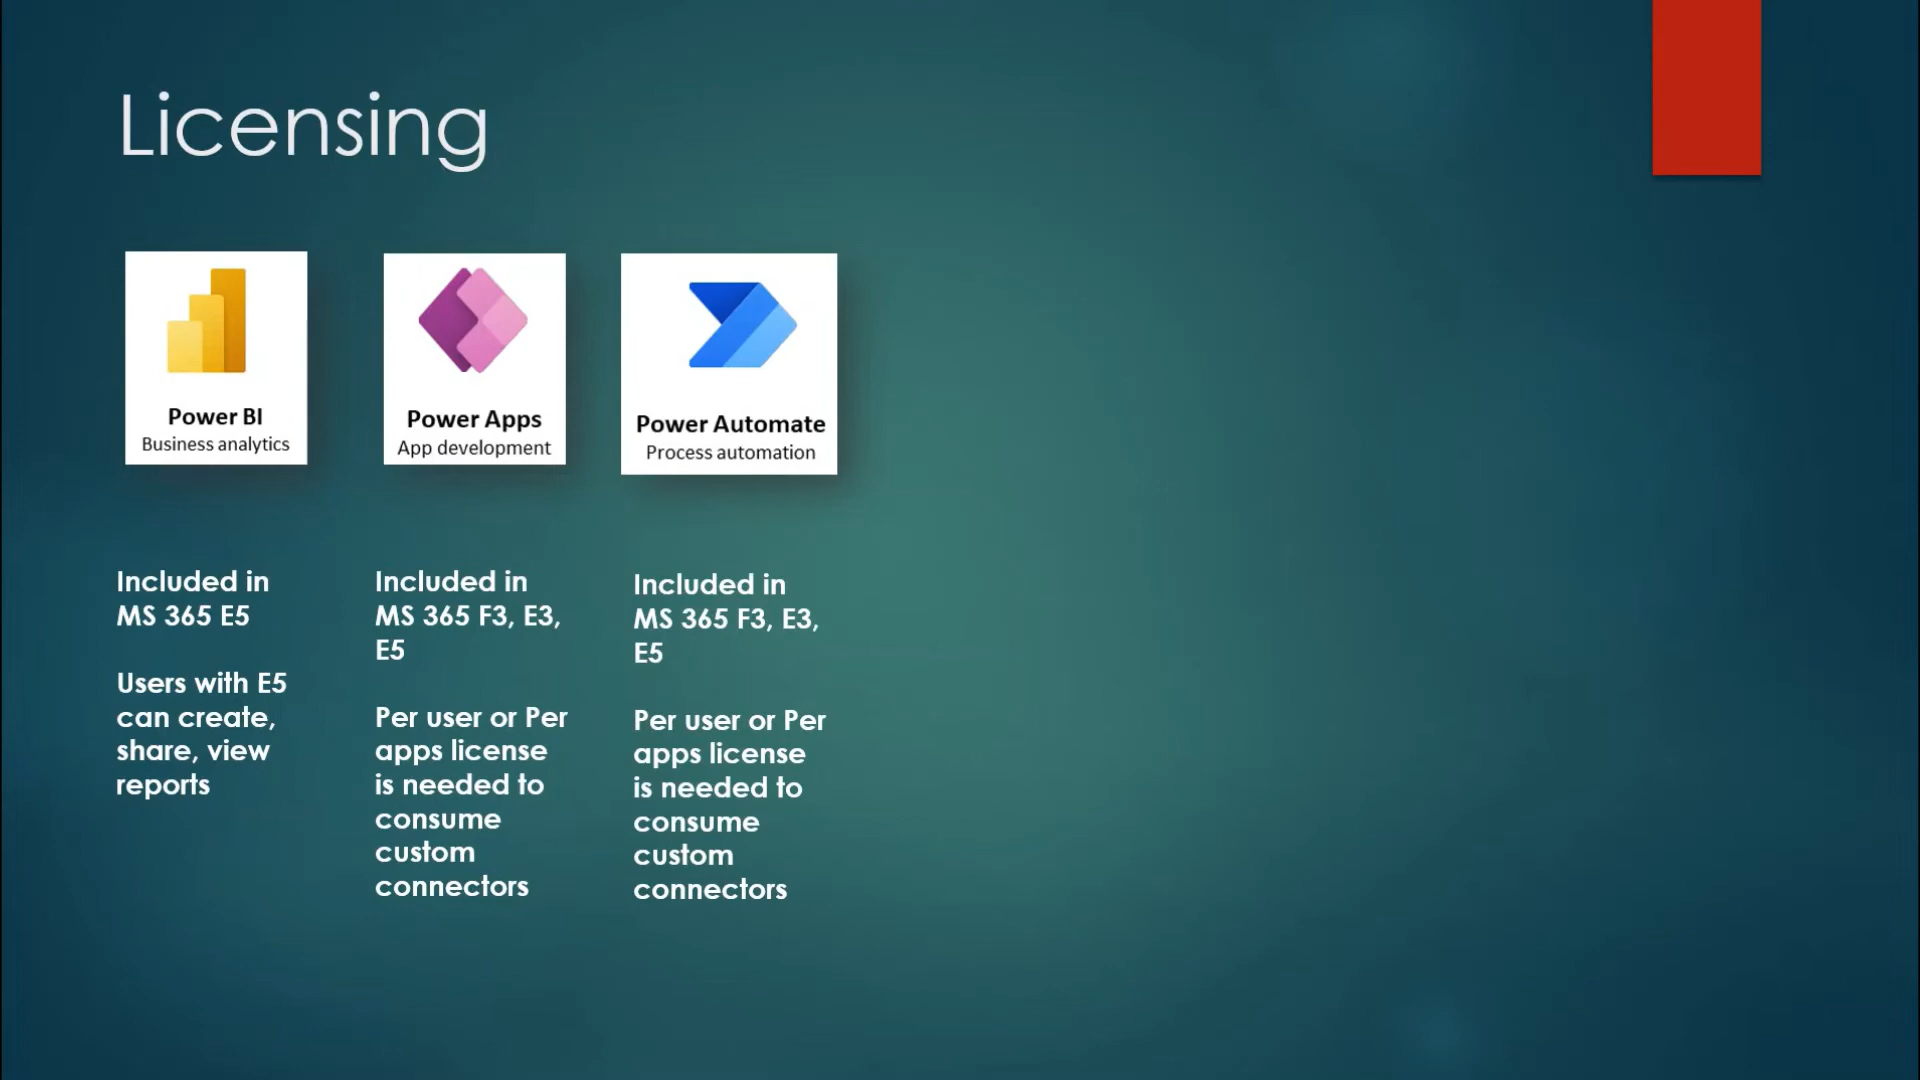 Licensing
Power BI
Business analytics
Power Apps
App development
Power Automate
Process automation
Included in
MS 365 E5
Users with E5
can create,
share, view
reports
Included in
MS 365 F3, E3,
E5
Per user or Per
apps license
is needed to
consume
custom
connectors
Included in
MS 365 F3, E3,
E5
Per user or Per
apps license
is needed to
consume
custom
connectors